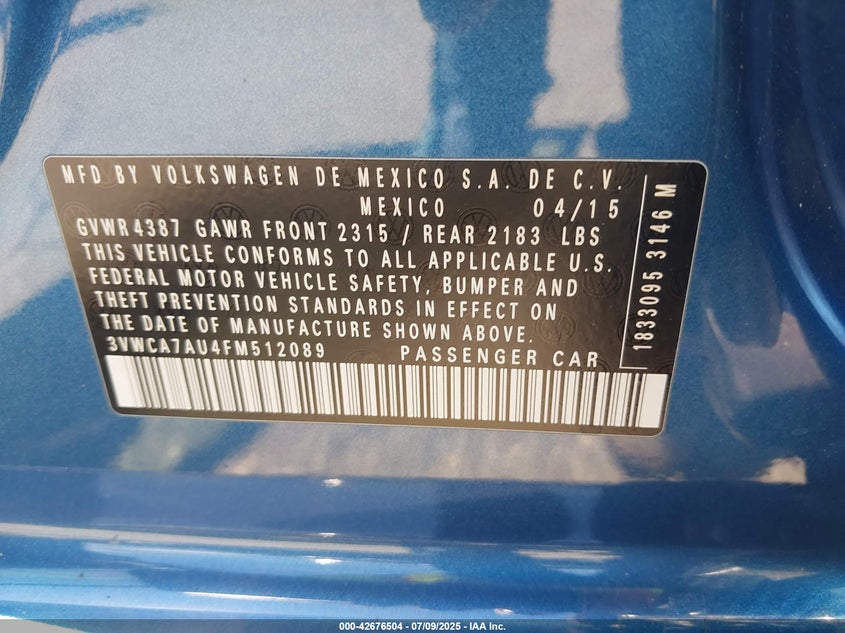 MFD BY VOLKSWAGEN DE MEXICO S.A. DE C.V.
MEXICO 04/15
GVWR 4387 GAWR FRONT 2315 / REAR 2183 LBS
THIS VEHICLE CONFORMS TO ALL APPLICABLE U.S.
FEDERAL MOTOR VEHICLE SAFETY, BUMPER AND
THEFT PREVENTION STANDARDS IN EFFECT ON
THE DATE OF MANUFACTURE SHOWN ABOVE.
3VWCA7AU4FM512089 PASSENGER CAR
1833095 3146 M
000-42676504 - 07/09/2025 - IAA Inc.